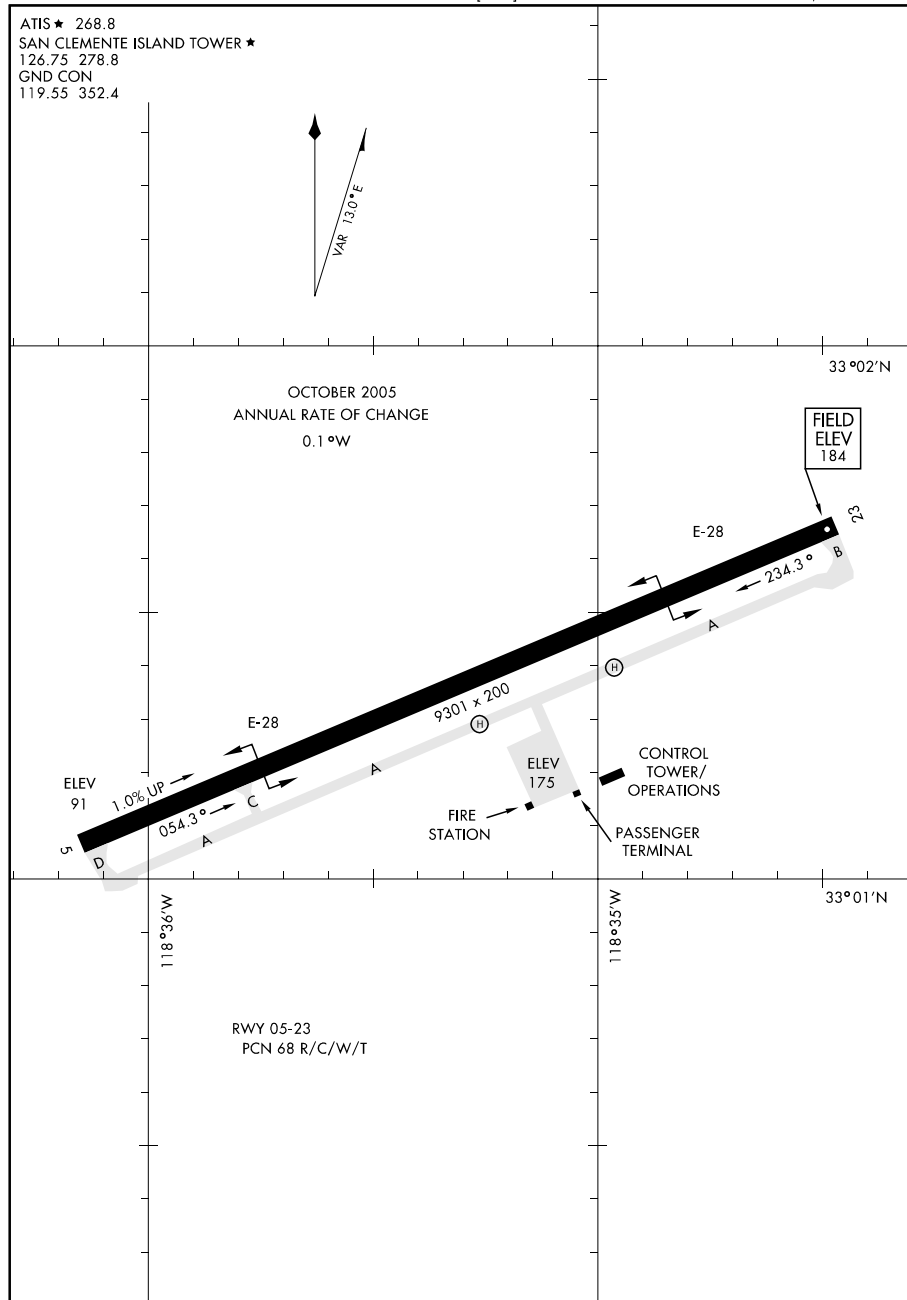 ATIS ★ 268.8
SAN CLEMENTE ISLAND TOWER ★
126.75 278.8
GND CON
119.55 352.4
VAR 13.0° E
33°02'N
OCTOBER 2005
ANNUAL RATE OF CHANGE
0.1°W
FIELD
ELEV
184
23
E-28
B
234.3°
A
H
9301 x 200
H
E-28
A
ELEV
175
CONTROL
TOWER/
OPERATIONS
ELEV
91
1.0% UP
054.3°
C
FIRE
STATION
PASSENGER
TERMINAL
A
5
D
33°01'N
118°36'W
118°35'W
RWY 05-23
PCN 68 R/C/W/T